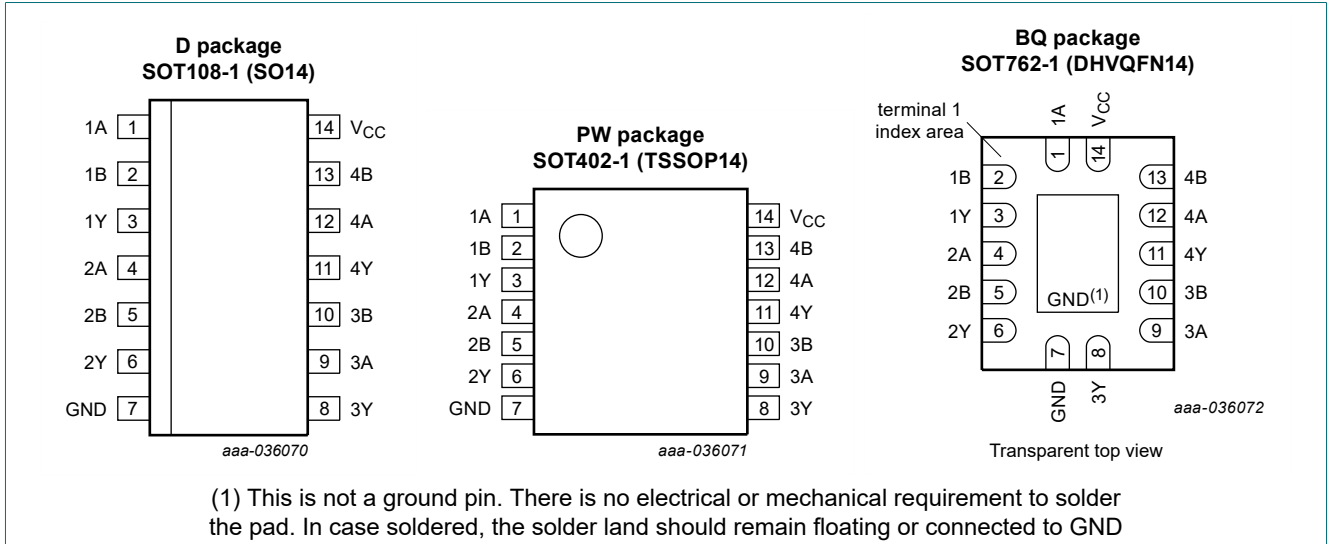 D package
SOT108-1 (SO14)
1A 1
14 VCC
1B 2
13 4B
1Y 3
12 4A
2A 4
11 4Y
2B 5
10 3B
2Y 6
9 3A
GND 7
8 3Y
aaa-036070
PW package
SOT402-1 (TSSOP14)
1A 1
14 VCC
1B 2
13 4B
1Y 3
12 4A
2A 4
11 4Y
2B 5
10 3B
2Y 6
9 3A
GND 7
8 3Y
aaa-036071
BQ package
SOT762-1 (DHVQFN14)
terminal 1
index area
1A
VCC
1
14
1B 2
13 4B
1Y 3
12 4A
2A 4
11 4Y
2B 5
10 3B
2Y 6
9 3A
GND(1)
7
8
GND
3Y
aaa-036072
Transparent top view
(1) This is not a ground pin. There is no electrical or mechanical requirement to solder
the pad. In case soldered, the solder land should remain floating or connected to GND